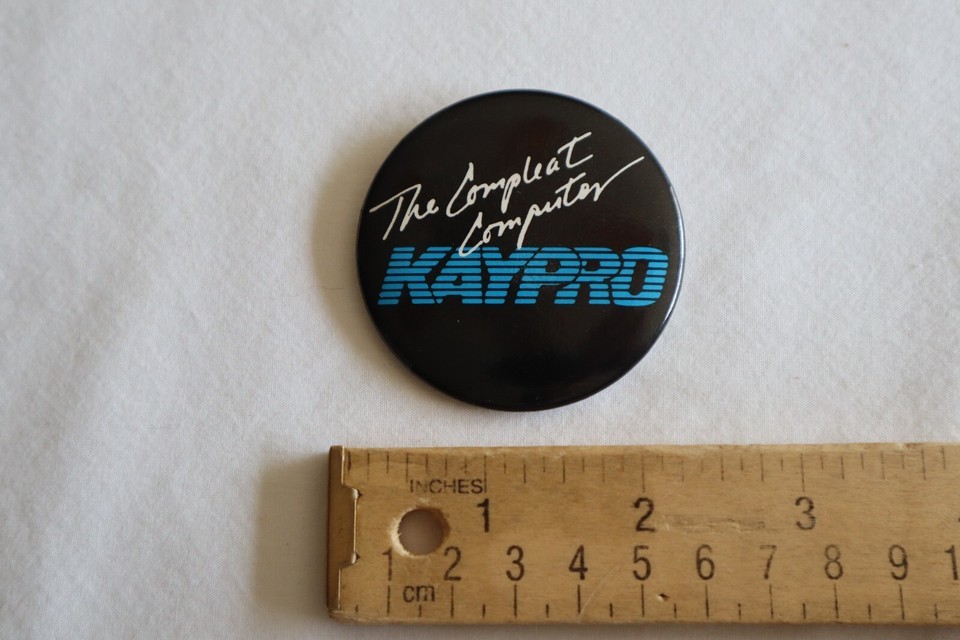 The Compleat
Computer
KAYPRO
INCHES
1 2 3
1 2 3 4 5 6 7 8 9
cm